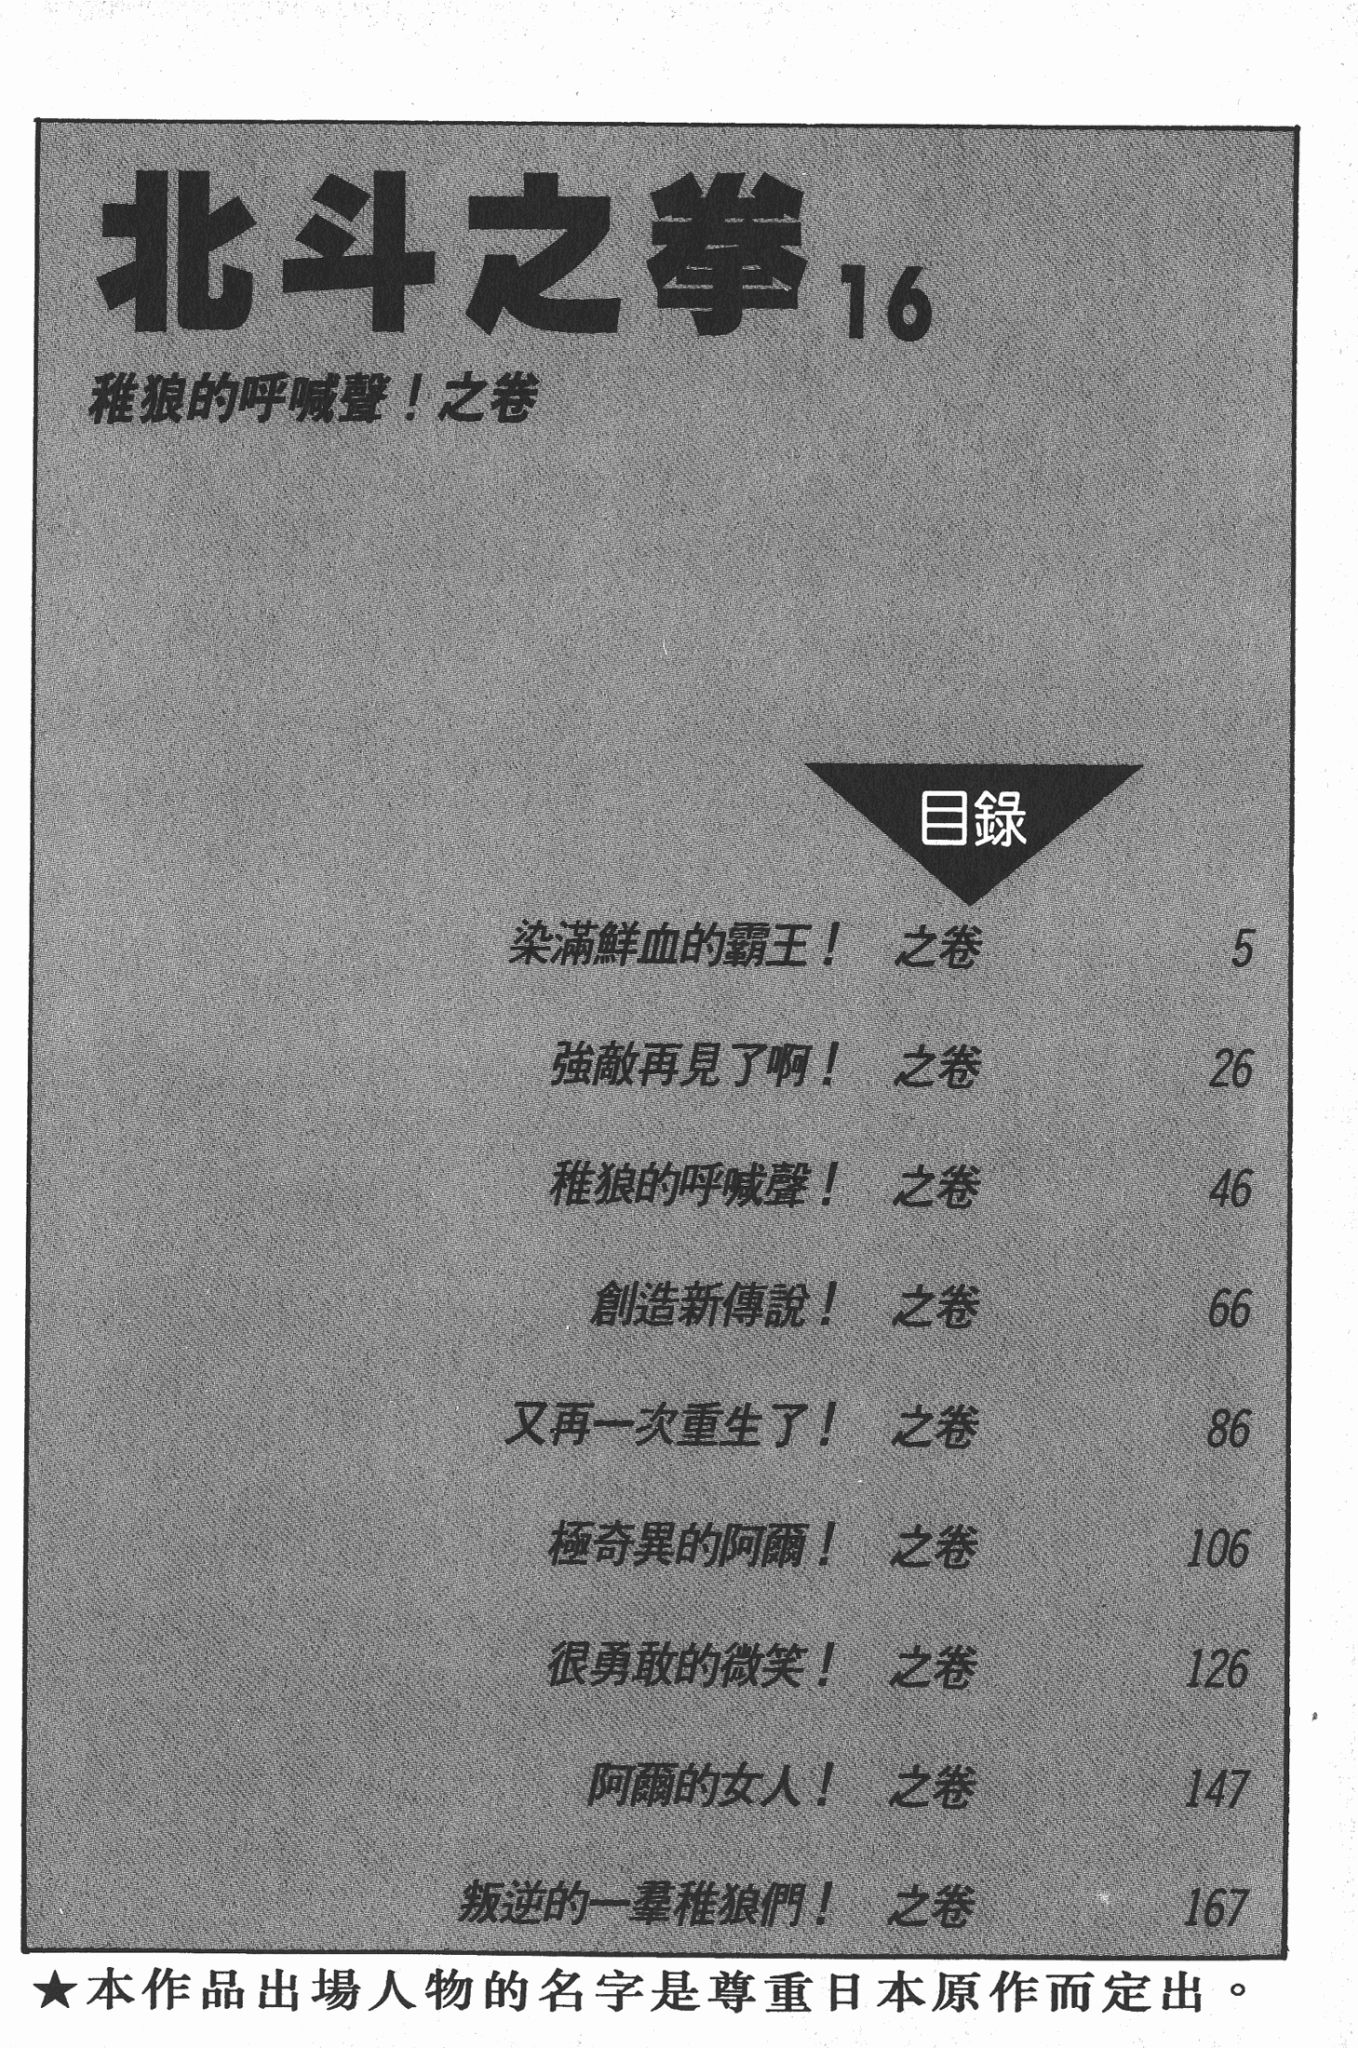 北斗之拳16
稚狼的呼喊聲！之卷
目錄
染滿鮮血的霸王！ 之卷 5
強敵再見了啊！ 之卷 26
稚狼的呼喊聲！ 之卷 46
創造新傳說！ 之卷 66
又再一次重生了！ 之卷 86
極奇異的阿爾！ 之卷 106
很勇敢的微笑！ 之卷 126
阿爾的女人！ 之卷 147
叛逆的一羣稚狼們！ 之卷 167
★本作品出場人物的名字是尊重日本原作而定出。